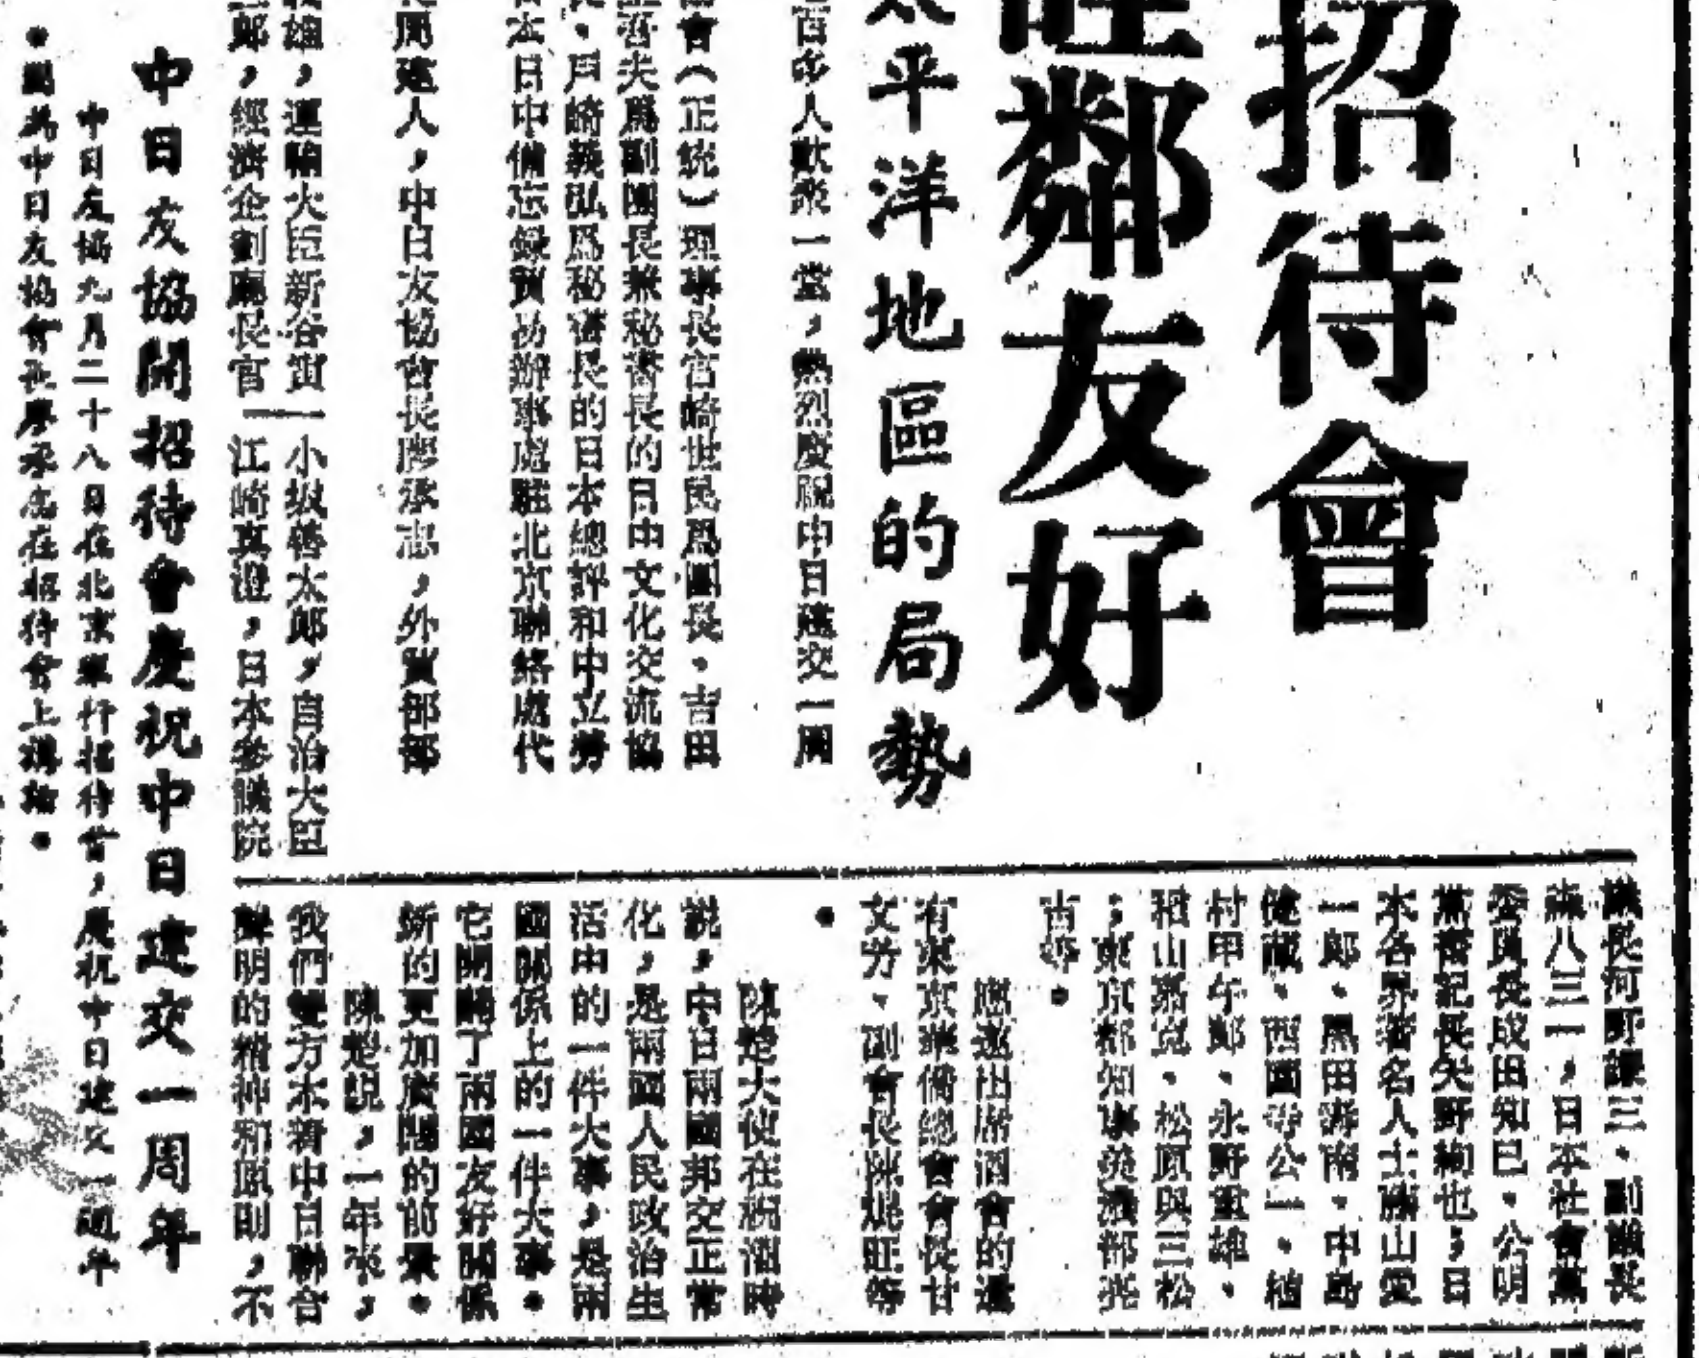 招待會
睦鄰友好
太平洋地區的局勢
百多人歡聚一堂，熱烈慶祝中日建交一周
會（正統）理事長宮崎世民爲團長・吉田
善夫爲副團長兼秘書長的日中文化交流協
・戶崎義弘爲秘書長的日本總評和中立勞
本日中備忘錄貿易辦事處駐北京聯絡處代
周建人，中日友協會長廖承志，外貿部部
雄，運輸大臣新谷寅一小坂善太郎，自治大臣
郎，經濟企劃廳長官江崎真澄，日本參議院
議長河野謙三・副議長
森八三一，日本社會黨
委員長成田知巳・公明
黨書記長矢野絢也；日
本各界著名人士藤山愛
一郎・黑田壽南・中島
健藏・西園寺公一・植
村甲午郎・永野重雄・
稻山嘉寬・松原與三松
，東京都知事美濃部亮
吉等。
應邀出席酒會的還
有東京華僑總會會長甘
文芳、副會長陳焜旺等
。
陳楚大使在祝酒時
說，中日兩國邦交正常
化，是兩國人民政治生
活中的一件大事，是兩
國關係上的一件大事。
它開闢了兩國友好關係
新的更加廣闊的前景。
陳楚說，一年來，
我們雙方本着中日聯合
聲明的精神和原則，不
中日友協開招待會慶祝中日建交一周年
中日友協九月二十八日在北京舉行招待會，慶祝中日建交一週年
。圖爲中日友協會長廖承志在招待會上講話。